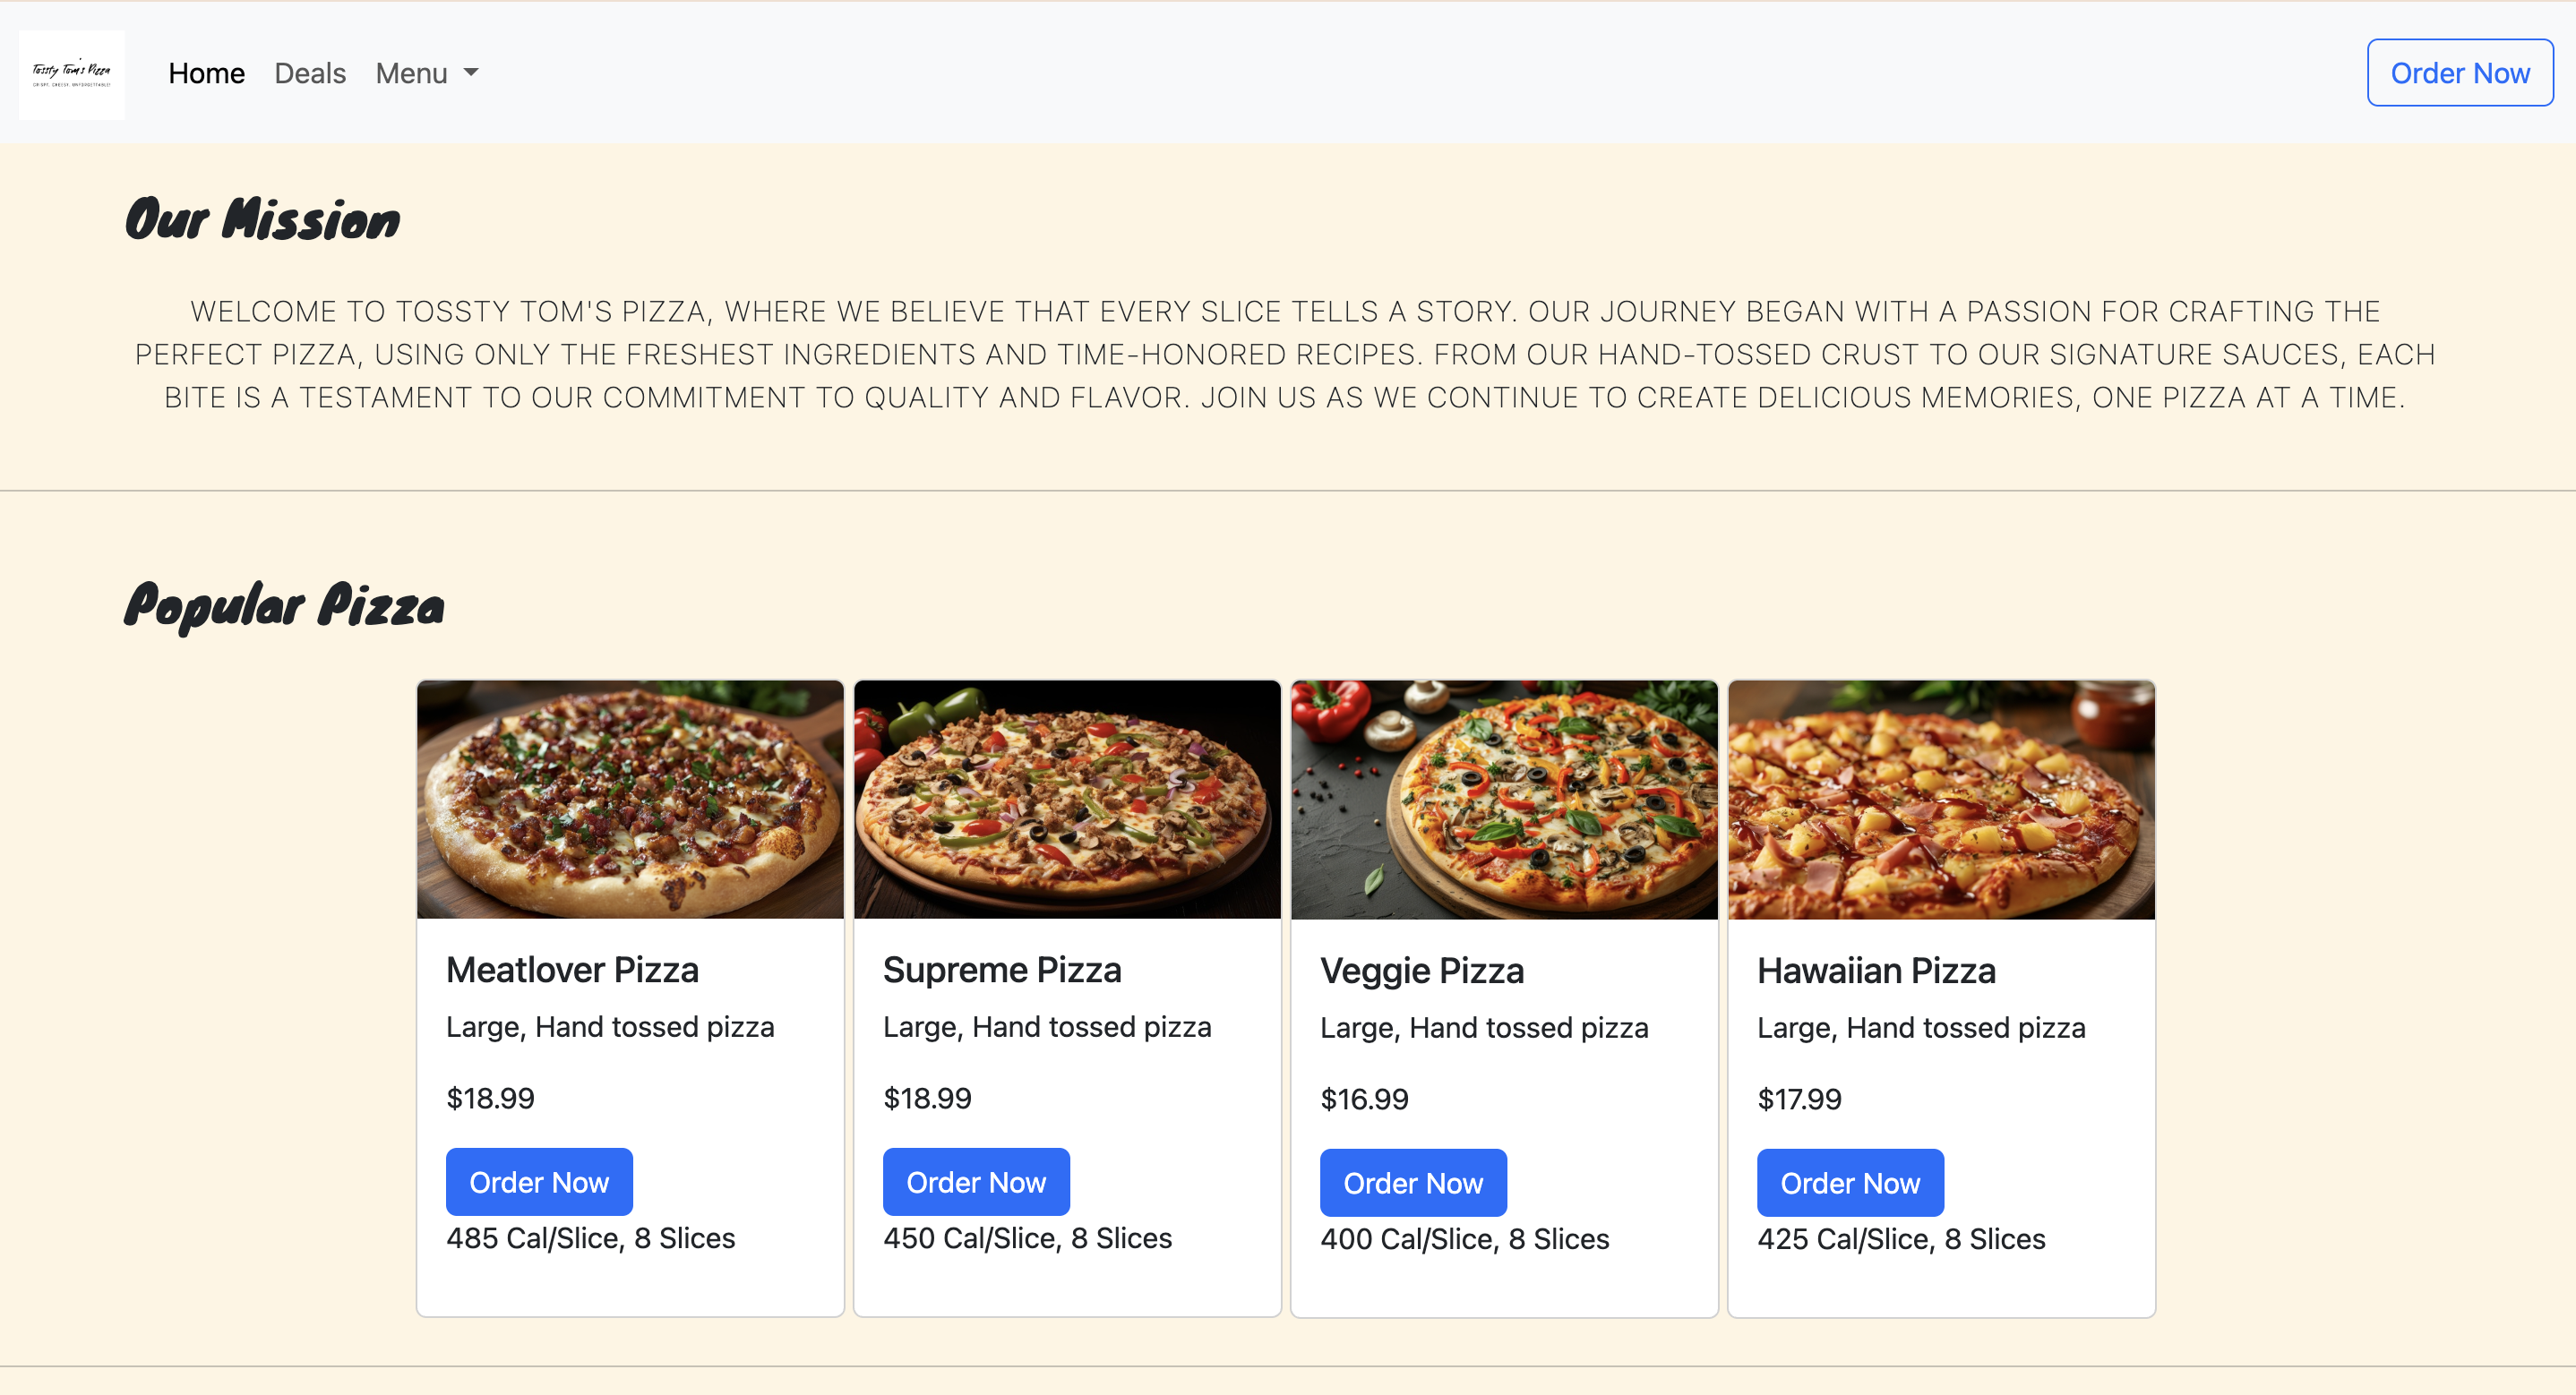 Tossty Tom's Pizza
CRISPY, CHEESY, UNFORGETTABLE!
Home
Deals
Menu
Order Now
Our Mission
WELCOME TO TOSSTY TOM'S PIZZA, WHERE WE BELIEVE THAT EVERY SLICE TELLS A STORY. OUR JOURNEY BEGAN WITH A PASSION FOR CRAFTING THE
PERFECT PIZZA, USING ONLY THE FRESHEST INGREDIENTS AND TIME-HONORED RECIPES. FROM OUR HAND-TOSSED CRUST TO OUR SIGNATURE SAUCES, EACH
BITE IS A TESTAMENT TO OUR COMMITMENT TO QUALITY AND FLAVOR. JOIN US AS WE CONTINUE TO CREATE DELICIOUS MEMORIES, ONE PIZZA AT A TIME.
Popular Pizza
Meatlover Pizza
Large, Hand tossed pizza
$18.99
Order Now
485 Cal/Slice, 8 Slices
Supreme Pizza
Large, Hand tossed pizza
$18.99
Order Now
450 Cal/Slice, 8 Slices
Veggie Pizza
Large, Hand tossed pizza
$16.99
Order Now
400 Cal/Slice, 8 Slices
Hawaiian Pizza
Large, Hand tossed pizza
$17.99
Order Now
425 Cal/Slice, 8 Slices